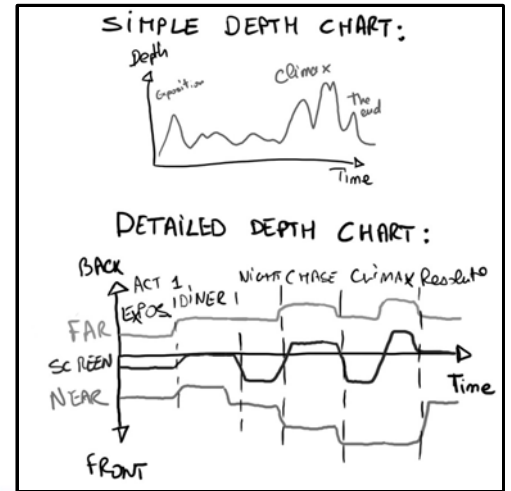 SIMPLE DEPTH CHART:
Depth
Exposition
Climax
The end
Time
DETAILED DEPTH CHART:
BACK
ACT 1,
EXPOS DINER NIGHT CHASE CLIMAX Resoluto
FAR
SCREEN
Time
NEAR
FRONT